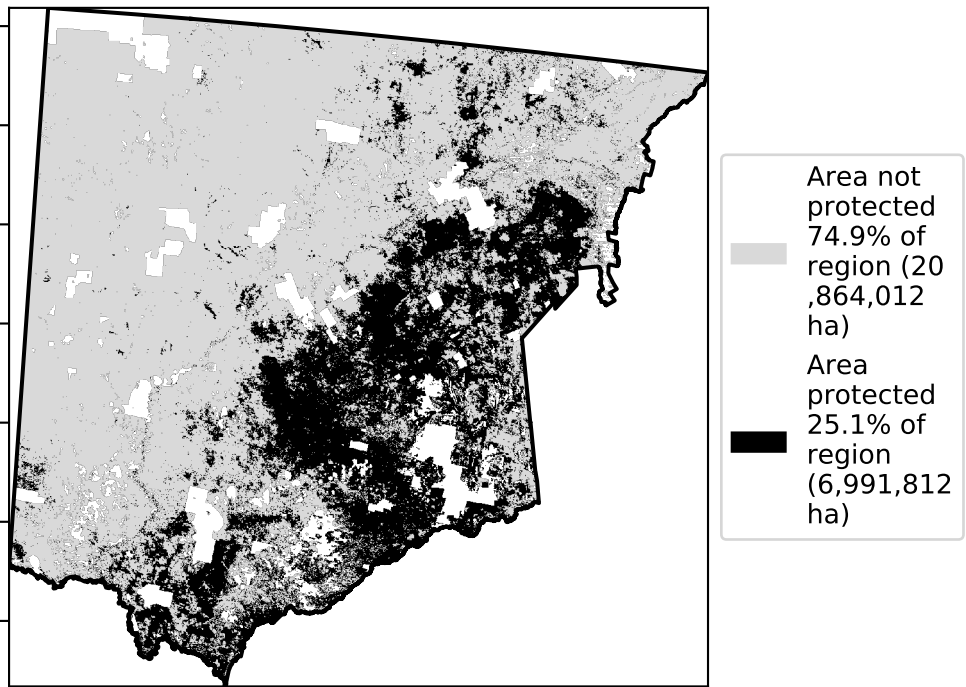 Area not
protected
74.9% of
region (20
,864,012
ha)
Area
protected
25.1% of
region
(6,991,812
ha)